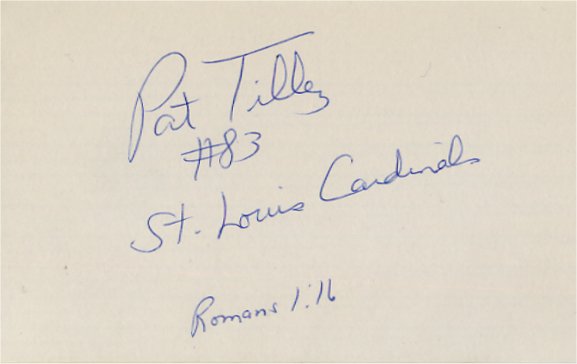 Pat Tilley
#83
St. Louis Cardinals
Romans 1:16